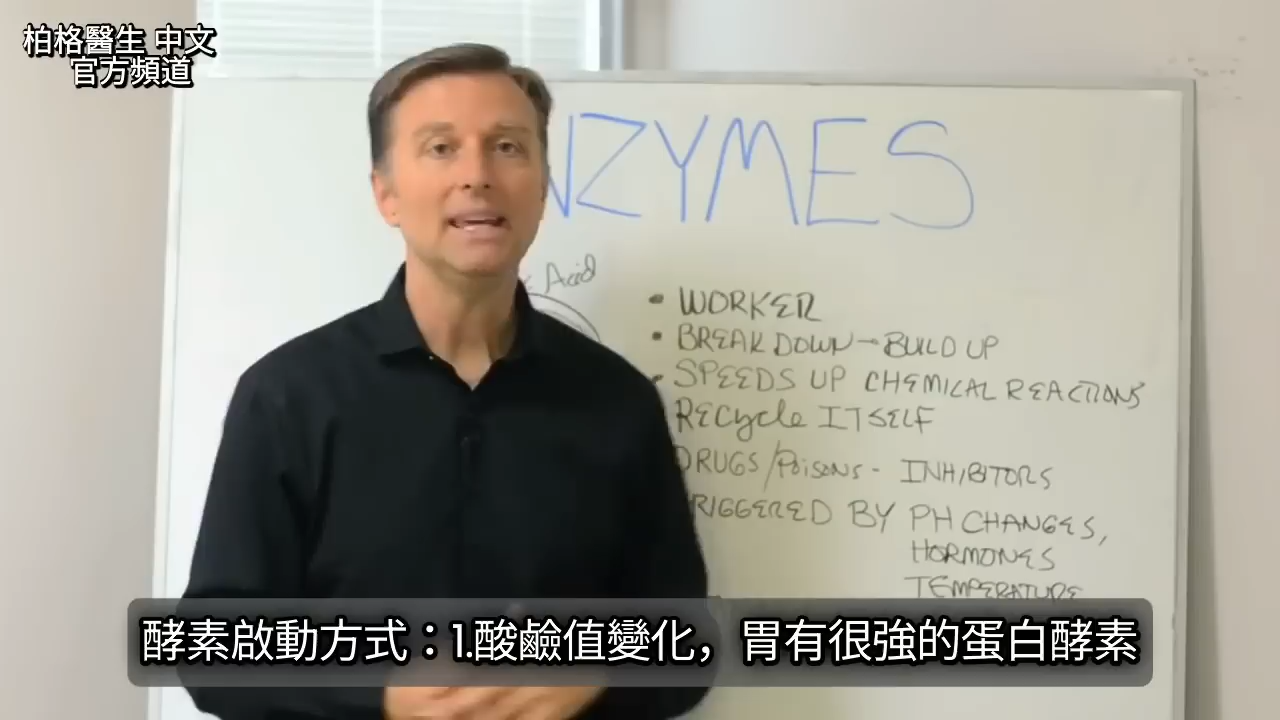 柏格醫生 中文
官方頻道
NZYMES
Acid
• WORKER
• BREAK DOWN → BUILD UP
• SPEEDS UP CHEMICAL REACTIONS
RECYCLE ITSELF
DRUGS/POISONS - INHIBITORS
RIGGERED BY PH CHANGES,
HORMONES
TEMPERATURE
酵素啟動方式：1.酸鹼值變化，胃有很強的蛋白酵素